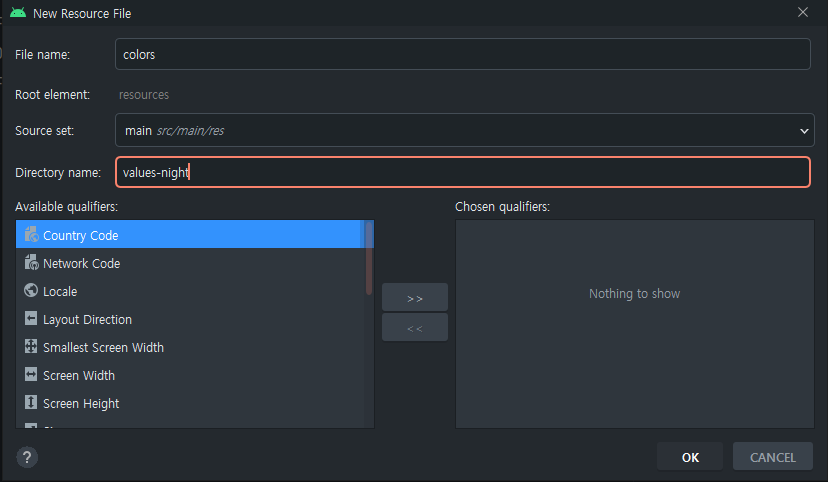 New Resource File
File name: colors
Root element: resources
Source set: main src/main/res
Directory name: values-night
Available qualifiers: Chosen qualifiers:
Country Code
Network Code
Locale
Layout Direction
Smallest Screen Width
Screen Width
Screen Height
>>
<<
Nothing to show
?
OK CANCEL